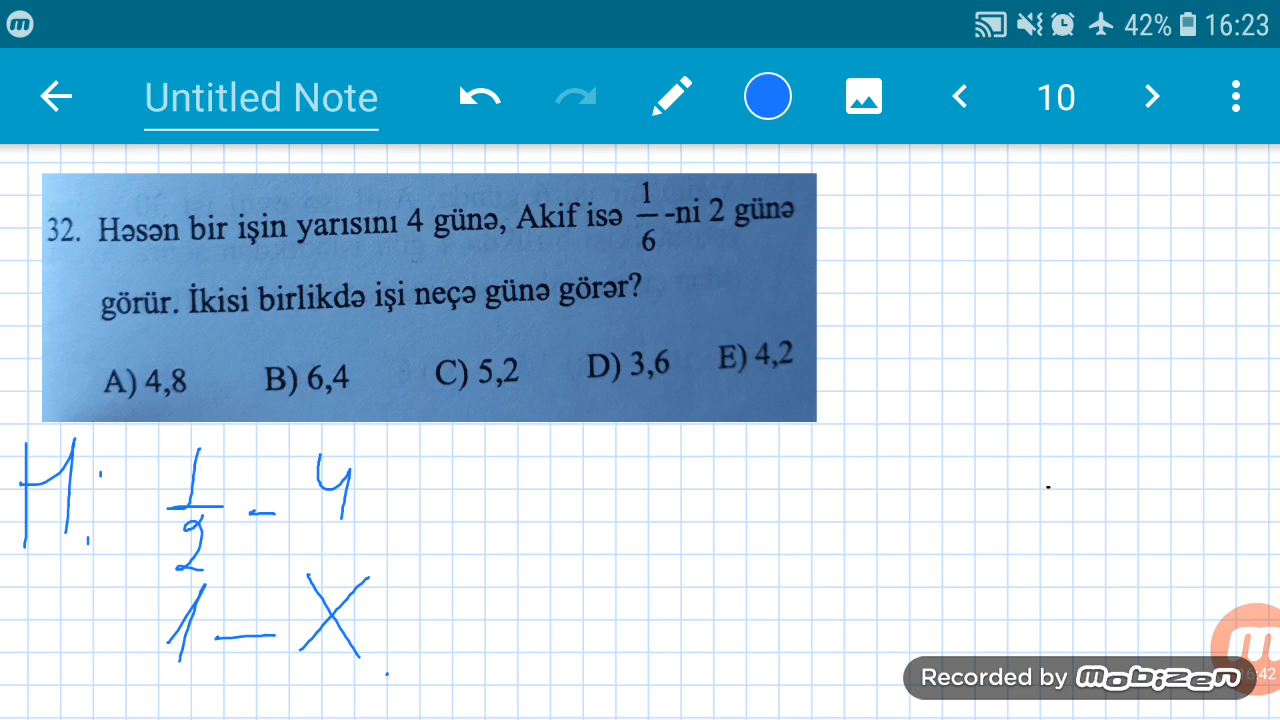 42% 16:23
Untitled Note 10
32. Həsən bir işin yarısını 4 günə, Akif isə 1/6 -ni 2 günə
görür. İkisi birlikdə işi neçə günə görər?
A) 4,8 B) 6,4 C) 5,2 D) 3,6 E) 4,2
H: 1/2 - 4
1 — X
Recorded by Mobizen 16:42